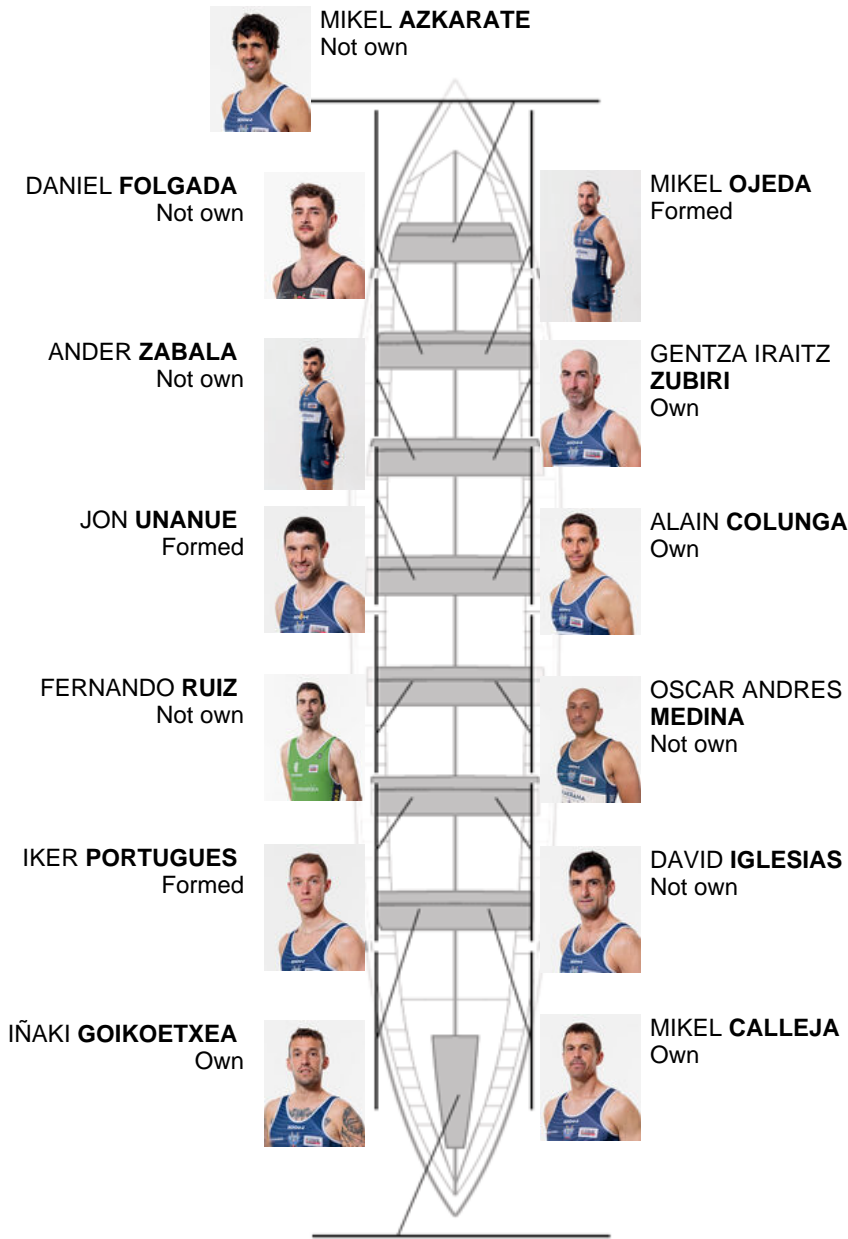 MIKEL AZKARATE
Not own
DANIEL FOLGADA
Not own
MIKEL OJEDA
Formed
ANDER ZABALA
Not own
GENTZA IRAITZ
ZUBIRI
Own
JON UNANUE
Formed
ALAIN COLUNGA
Own
FERNANDO RUIZ
Not own
OSCAR ANDRES
MEDINA
Not own
IKER PORTUGUES
Formed
DAVID IGLESIAS
Not own
IÑAKI GOIKOETXEA
Own
MIKEL CALLEJA
Own